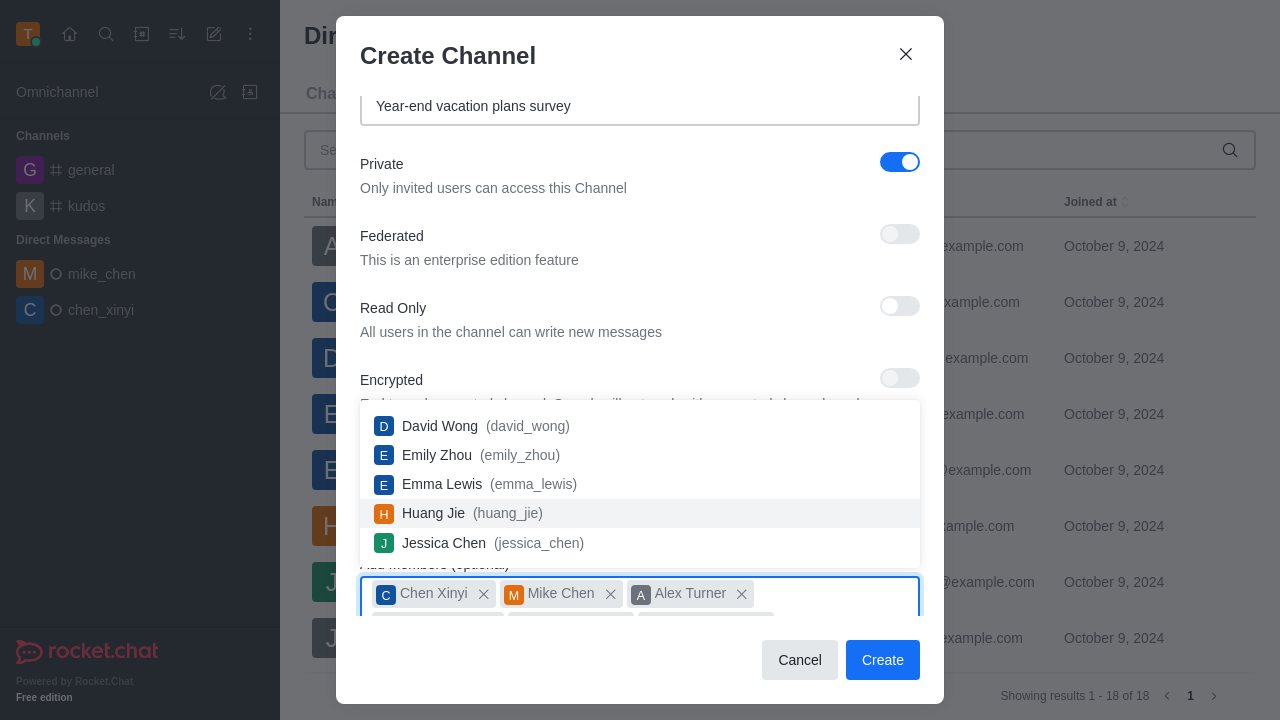 T
Omnichannel
Channels
G general
K kudos
Direct Messages
M mike_chen
C chen_xinyi
rocket.chat
Powered by Rocket.Chat
Free edition
Create Channel
Year-end vacation plans survey
Private
Only invited users can access this Channel
Federated
This is an enterprise edition feature
Read Only
All users in the channel can write new messages
Encrypted
D David Wong (david_wong)
E Emily Zhou (emily_zhou)
E Emma Lewis (emma_lewis)
H Huang Jie (huang_jie)
J Jessica Chen (jessica_chen)
Add members (optional)
C Chen Xinyi M Mike Chen A Alex Turner
Cancel Create
Joined at
example.com October 9, 2024
example.com October 9, 2024
example.com October 9, 2024
example.com October 9, 2024
@example.com October 9, 2024
example.com October 9, 2024
@example.com October 9, 2024
example.com October 9, 2024
Showing results 1 - 18 of 18 1